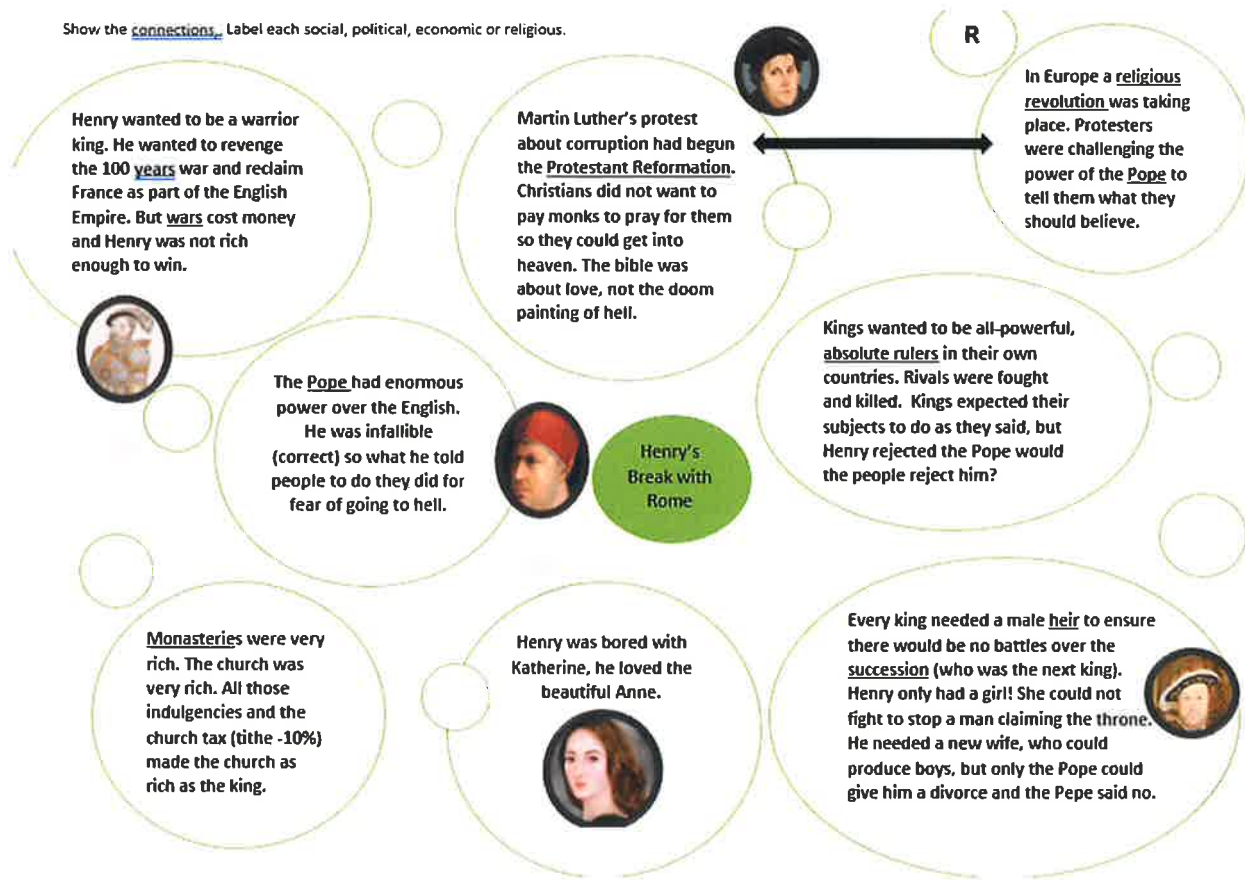 Show the connections,. Label each social, political, economic or religious.
R
Henry wanted to be a warrior
king. He wanted to revenge
the 100 years war and reclaim
France as part of the English
Empire. But wars cost money
and Henry was not rich
enough to win.
Martin Luther's protest
about corruption had begun
the Protestant Reformation.
Christians did not want to
pay monks to pray for them
so they could get into
heaven. The bible was
about love, not the doom
painting of hell.
In Europe a religious
revolution was taking
place. Protesters
were challenging the
power of the Pope to
tell them what they
should believe.
The Pope had enormous
power over the English.
He was infallible
(correct) so what he told
people to do they did for
fear of going to hell.
Henry's
Break with
Rome
Kings wanted to be all-powerful,
absolute rulers in their own
countries. Rivals were fought
and killed.  Kings expected their
subjects to do as they said, but
Henry rejected the Pope would
the people reject him?
Monasteries were very
rich. The church was
very rich. All those
indulgencies and the
church tax (tithe -10%)
made the church as
rich as the king.
Henry was bored with
Katherine, he loved the
beautiful Anne.
Every king needed a male heir to ensure
there would be no battles over the
succession (who was the next king).
Henry only had a girl! She could not
fight to stop a man claiming the throne.
He needed a new wife, who could
produce boys, but only the Pope could
give him a divorce and the Pepe said no.